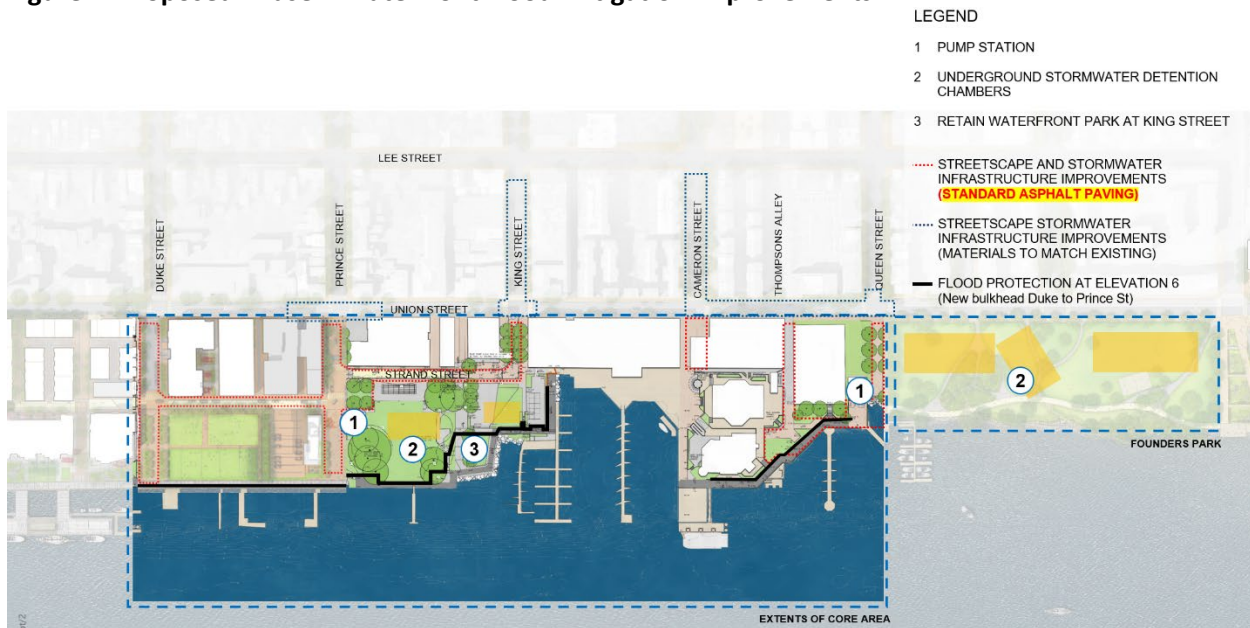 LEGEND
1 PUMP STATION
2 UNDERGROUND STORMWATER DETENTION
CHAMBERS
3 RETAIN WATERFRONT PARK AT KING STREET
STREETSCAPE AND STORMWATER
INFRASTRUCTURE IMPROVEMENTS
(STANDARD ASPHALT PAVING)
STREETSCAPE STORMWATER
INFRASTRUCTURE IMPROVEMENTS
(MATERIALS TO MATCH EXISTING)
FLOOD PROTECTION AT ELEVATION 6
(New bulkhead Duke to Prince St)
LEE STREET
DUKE STREET
PRINCE STREET
KING STREET
CAMERON STREET
THOMPSONS ALLEY
QUEEN STREET
UNION STREET
STRAND STREET
1
2
3
1
2
FOUNDERS PARK
EXTENTS OF CORE AREA